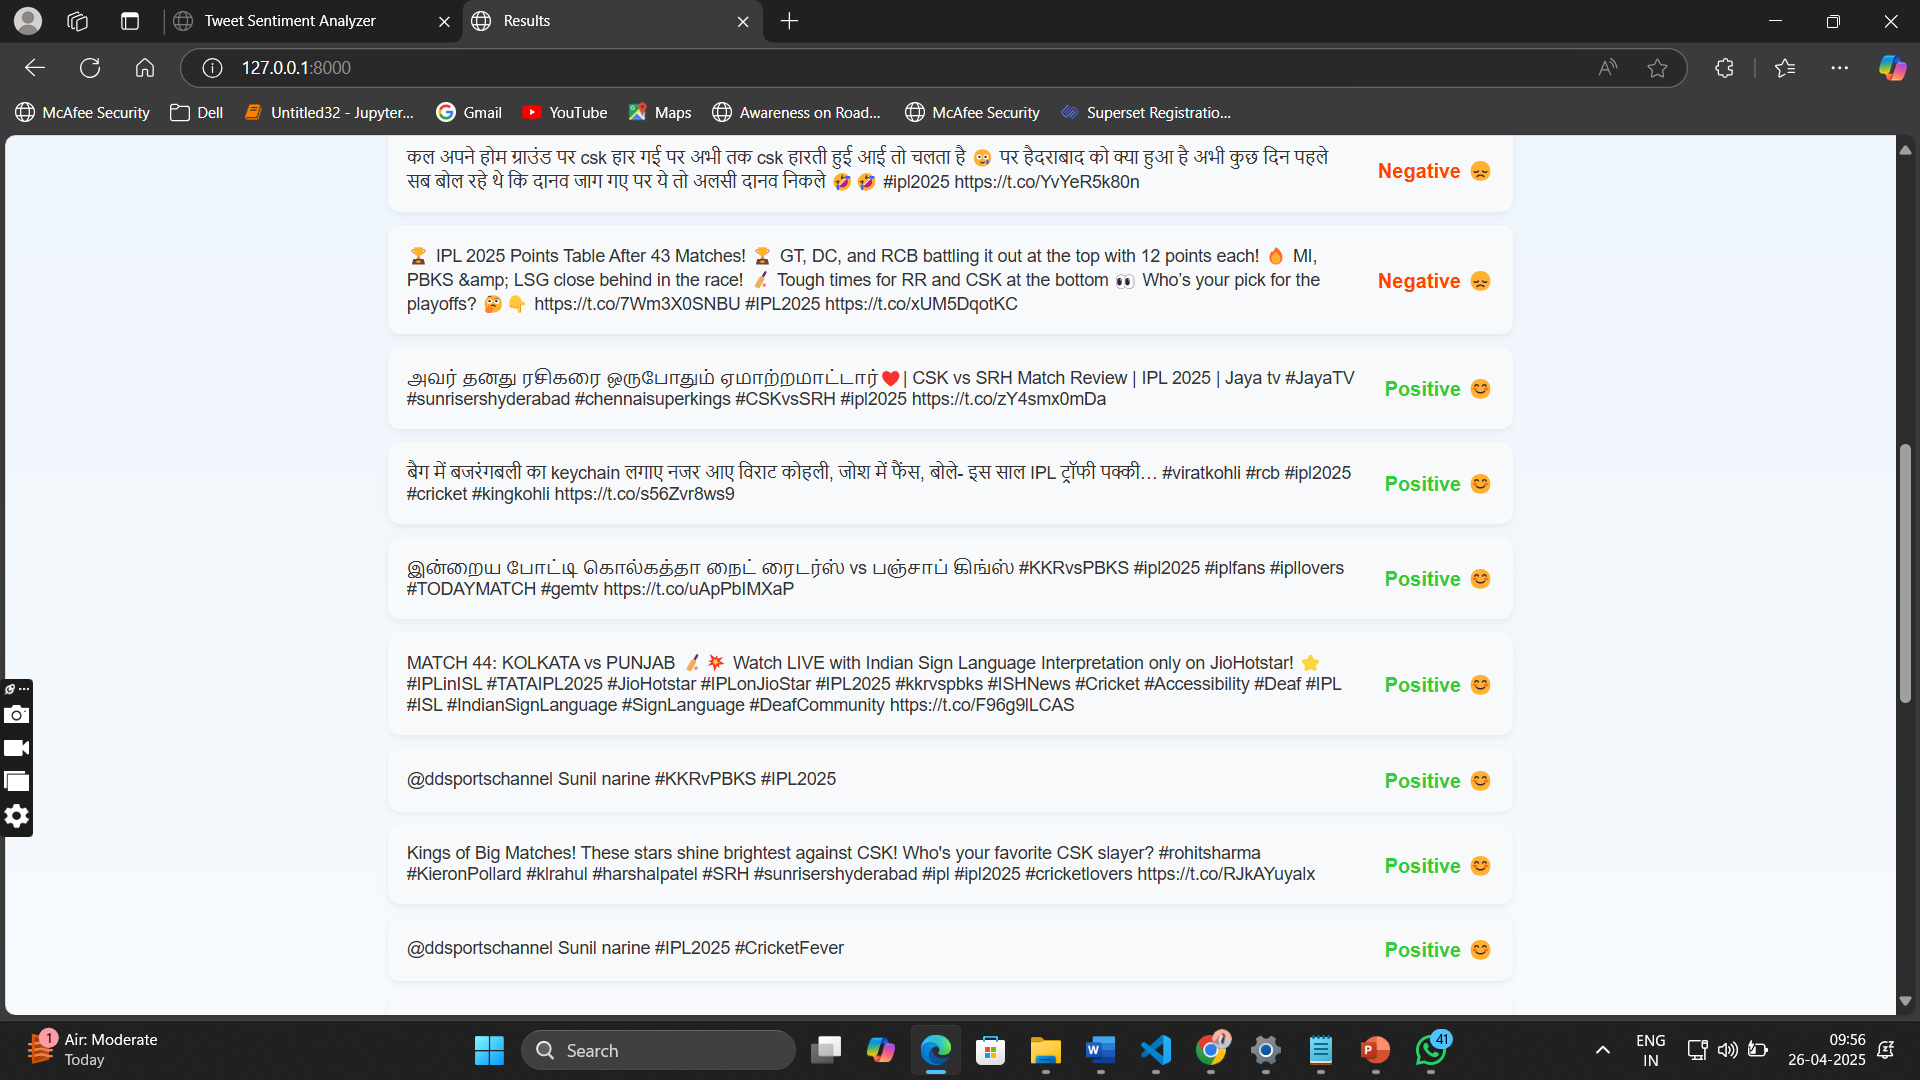 Tweet Sentiment Analyzer
Results
127.0.0.1:8000
McAfee Security
Dell
Untitled32 - Jupyter...
Gmail
YouTube
Maps
Awareness on Road...
McAfee Security
Superset Registratio...
कल अपने होम ग्राउंड पर csk हार गई पर अभी तक csk हारती हुई आई तो चलता है 😳 पर हैदराबाद को क्या हुआ है अभी कुछ दिन पहले
सब बोल रहे थे कि दानव जाग गए पर ये तो अलसी दानव निकले 🤣 🤣 #ipl2025 https://t.co/YvYeR5k80n
Negative 😞
🏆 IPL 2025 Points Table After 43 Matches! 🏆 GT, DC, and RCB battling it out at the top with 12 points each! 🔥 MI,
PBKS &amp; LSG close behind in the race! 🏏 Tough times for RR and CSK at the bottom 👀 Who’s your pick for the
playoffs? 🤔 👇 https://t.co/7Wm3X0SNBU #IPL2025 https://t.co/xUM5DqotKC
Negative 😞
அவர் தனது ரசிகரை ஒருபோதும் ஏமாற்றமாட்டார்❤️| CSK vs SRH Match Review | IPL 2025 | Jaya tv #JayaTV
#sunrisershyderabad #chennaisuperkings #CSKvsSRH #ipl2025 https://t.co/zY4smx0mDa
Positive 😊
बैग में बजरंगबली का keychain लगाए नजर आए विराट कोहली, जोश में फैंस, बोले- इस साल IPL ट्रॉफी पक्की... #viratkohli #rcb #ipl2025
#cricket #kingkohli https://t.co/s56Zvr8ws9
Positive 😊
இன்றைய போட்டி கொல்கத்தா நைட் ரைடர்ஸ் vs பஞ்சாப் கிங்ஸ் #KKRvsPBKS #ipl2025 #iplfans #ipllovers
#TODAYMATCH #gemtv https://t.co/uApPbIMXaP
Positive 😊
MATCH 44: KOLKATA vs PUNJAB 🏏 💥 Watch LIVE with Indian Sign Language Interpretation only on JioHotstar! ⭐
#IPLinISL #TATAIPL2025 #JioHotstar #IPLonJioStar #IPL2025 #kkrvspbks #ISHNews #Cricket #Accessibility #Deaf #IPL
#ISL #IndianSignLanguage #SignLanguage #DeafCommunity https://t.co/F96g9lLCAS
Positive 😊
@ddsportschannel Sunil narine #KKRvPBKS #IPL2025
Positive 😊
Kings of Big Matches! These stars shine brightest against CSK! Who's your favorite CSK slayer? #rohitsharma
#KieronPollard #klrahul #harshalpatel #SRH #sunrisershyderabad #ipl #ipl2025 #cricketlovers https://t.co/RJkAYuyalx
Positive 😊
@ddsportschannel Sunil narine #IPL2025 #CricketFever
Positive 😊
1
Air: Moderate
Today
Search
41
ENG
IN
09:56
26-04-2025